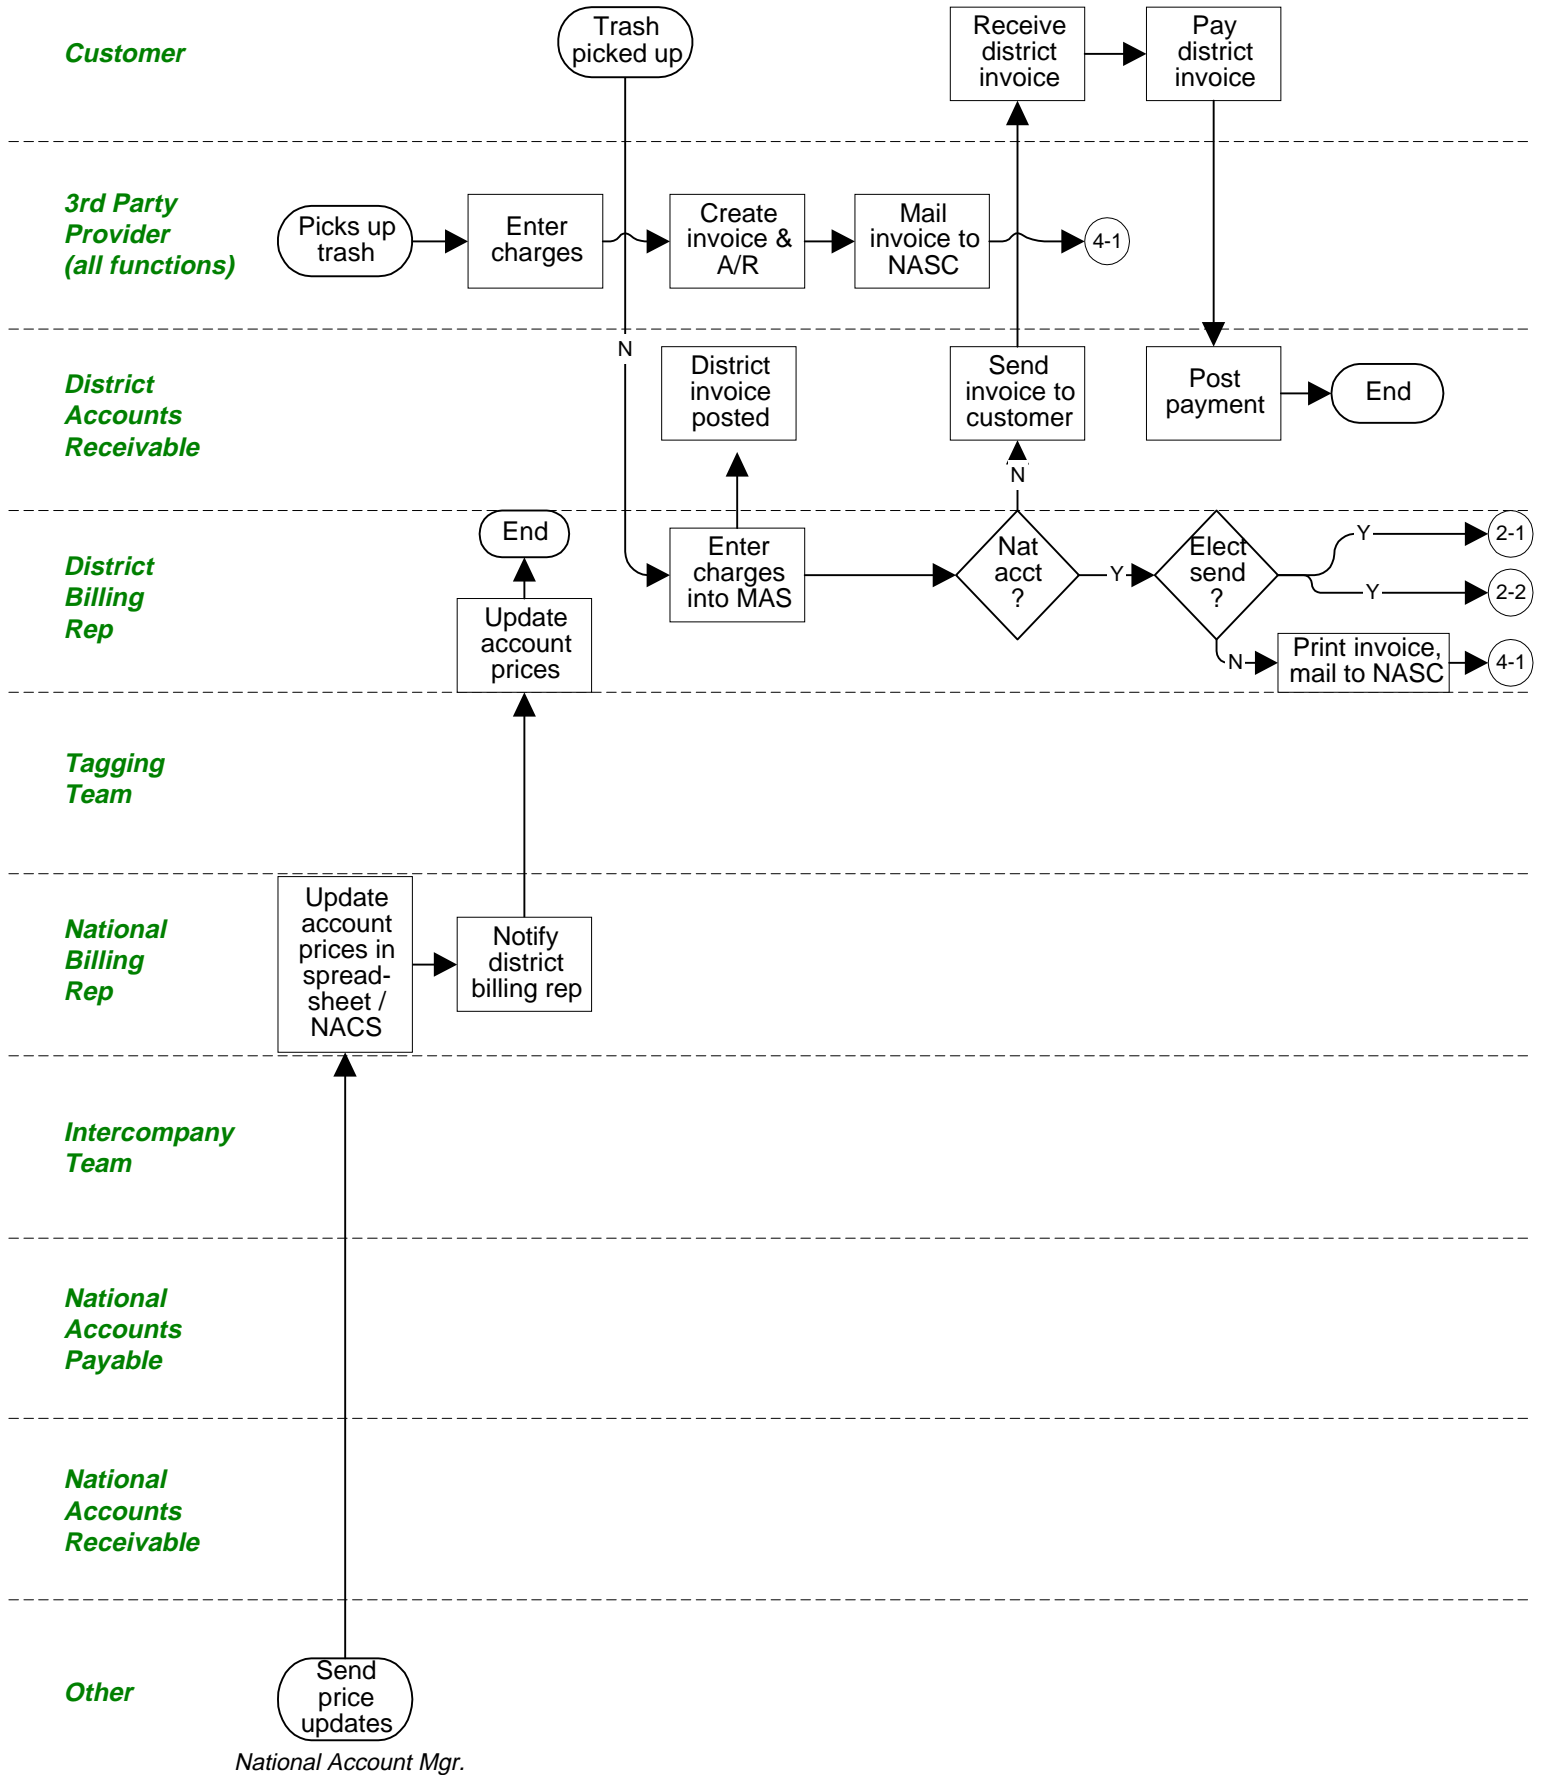 Customer
Trash
picked up
Receive
district
invoice
Pay
district
invoice
3rd Party
Provider
(all functions)
Picks up
trash
Enter
charges
Create
invoice &
A/R
Mail
invoice to
NASC
4-1
N
District
Accounts
Receivable
District
invoice
posted
Send
invoice to
customer
Post
payment
End
N
District
Billing
Rep
End
Update
account
prices
Enter
charges
into MAS
Nat
acct
?
Y
Elect
send
?
Y
2-1
Y
2-2
N
Print invoice,
mail to NASC
4-1
Tagging
Team
National
Billing
Rep
Update
account
prices in
spread-
sheet /
NACS
Notify
district
billing rep
Intercompany
Team
National
Accounts
Payable
National
Accounts
Receivable
Other
Send
price
updates
National Account Mgr.